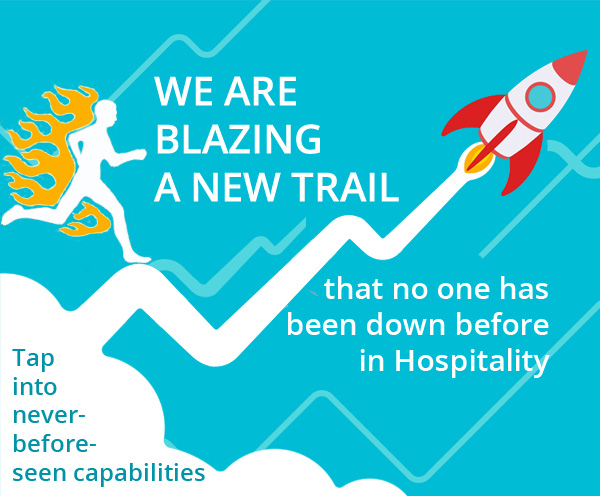 WE ARE
BLAZING
A NEW TRAIL
that no one has
been down before
in Hospitality
Tap
into
never-
before-
seen capabilities